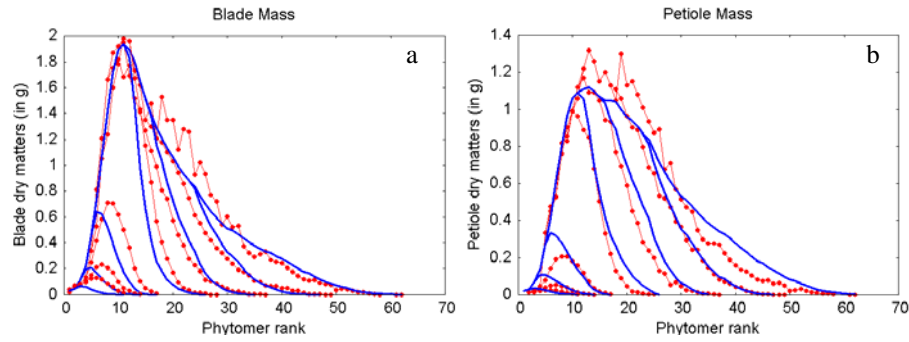 Blade Mass
a
Blade dry matters (in g)
2
1.8
1.6
1.4
1.2
1
0.8
0.6
0.4
0.2
0
0 10 20 30 40 50 60 70
Phytomer rank
Petiole Mass
b
Petiole dry matters (in g)
1.4
1.2
1
0.8
0.6
0.4
0.2
0
0 10 20 30 40 50 60 70
Phytomer rank